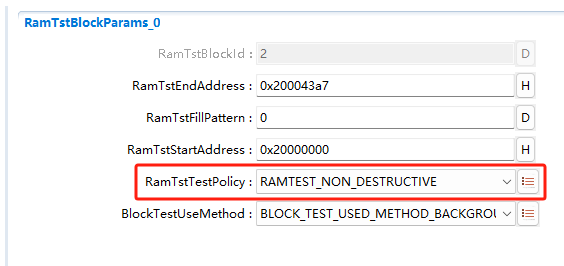 RamTstBlockParams_0
RamTstBlockId : 2 D
RamTstEndAddress : 0x200043a7 H
RamTstFillPattern : 0 D
RamTstStartAddress : 0x20000000 H
RamTstTestPolicy : RAMTEST_NON_DESTRUCTIVE
BlockTestUseMethod : BLOCK_TEST_USED_METHOD_BACKGROU